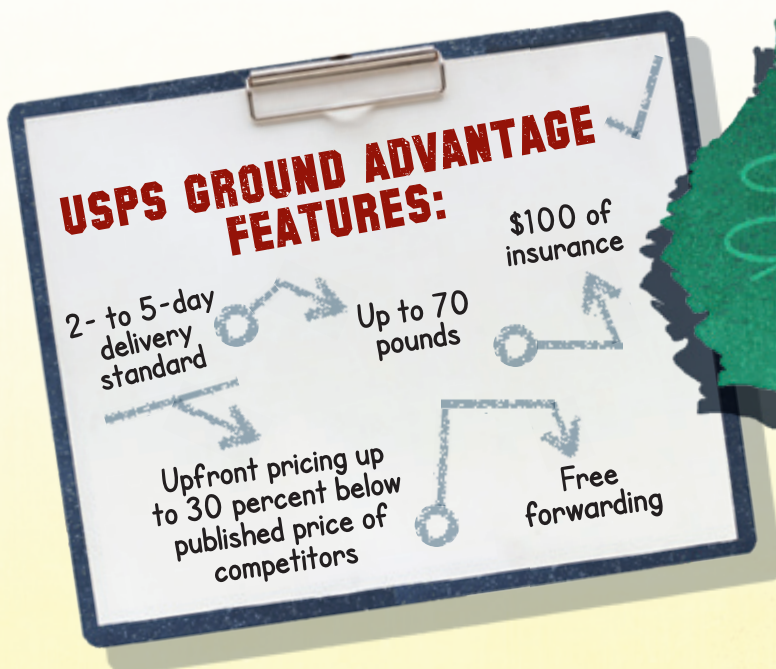 USPS GROUND ADVANTAGE
FEATURES:
$100 of
insurance
2- to 5-day
delivery
standard
Up to 70
pounds
Upfront pricing up
to 30 percent below
published price of
competitors
Free
forwarding